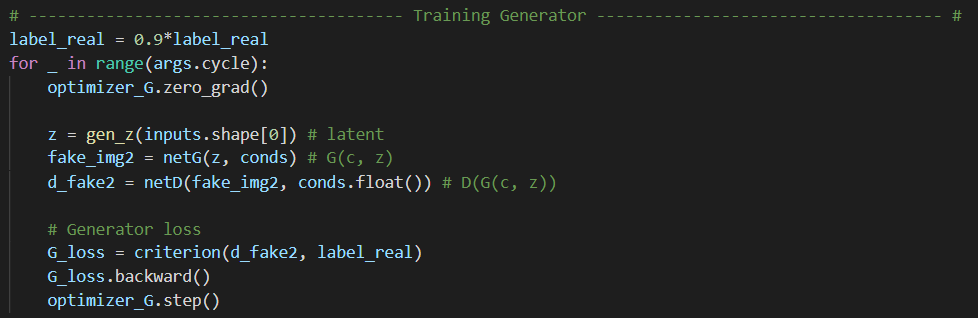 # -------------------------------------- Training Generator ----------------------------------- #
label_real = 0.9*label_real
for _ in range(args.cycle):
    optimizer_G.zero_grad()

    z = gen_z(inputs.shape[0]) # latent
    fake_img2 = netG(z, conds) # G(c, z)
    d_fake2 = netD(fake_img2, conds.float()) # D(G(c, z))

    # Generator loss
    G_loss = criterion(d_fake2, label_real)
    G_loss.backward()
    optimizer_G.step()